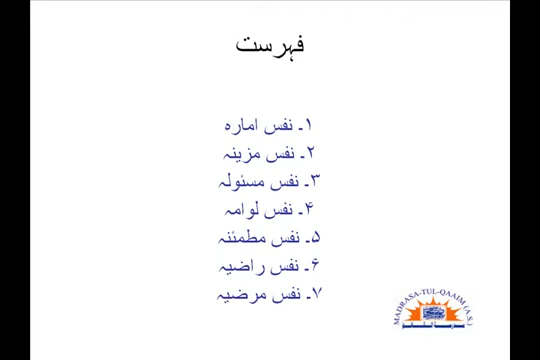 فہرست
۱۔ نفس امارہ
۲۔ نفس مزینہ
۳۔ نفس مسئولہ
۴۔ نفس لوامہ
۵۔ نفس مطمئنہ
۶۔ نفس راضیہ
۷۔ نفس مرضیہ
MADRASA-TUL-QAAIM (A.S.)